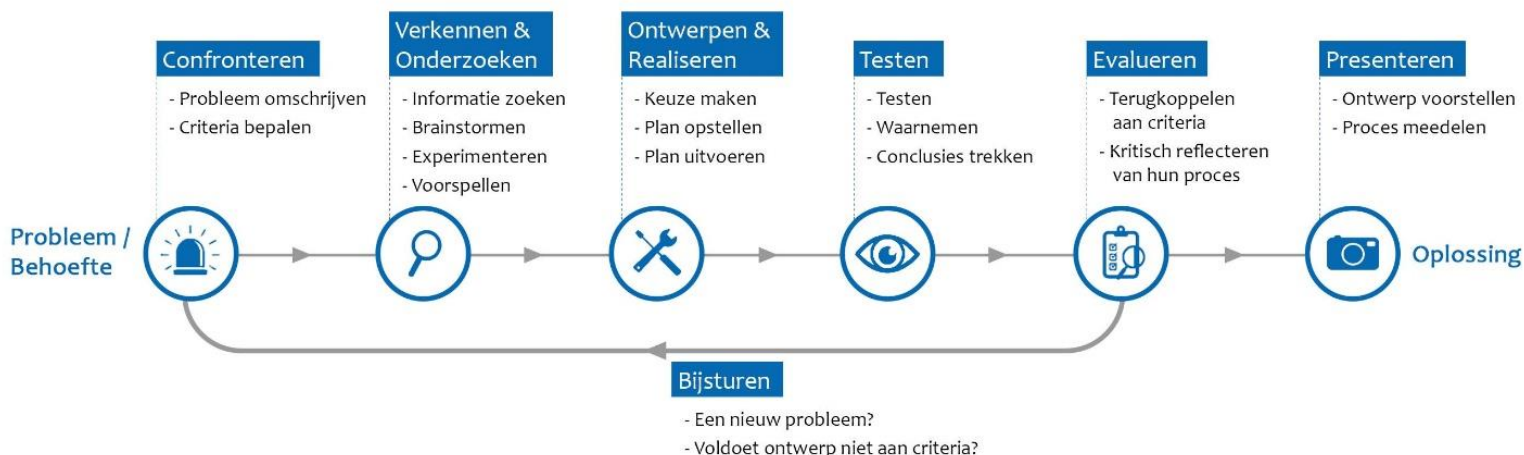 Probleem /
Behoefte
Confronteren
- Probleem omschrijven
- Criteria bepalen
Verkennen &
Onderzoeken
- Informatie zoeken
- Brainstormen
- Experimenteren
- Voorspellen
Ontwerpen &
Realiseren
- Keuze maken
- Plan opstellen
- Plan uitvoeren
Testen
- Testen
- Waarnemen
- Conclusies trekken
Evalueren
- Terugkoppelen
aan criteria
- Kritisch reflecteren
van hun proces
Presenteren
- Ontwerp voorstellen
- Proces meedelen
Oplossing
Bijsturen
- Een nieuw probleem?
- Voldoet ontwerp niet aan criteria?